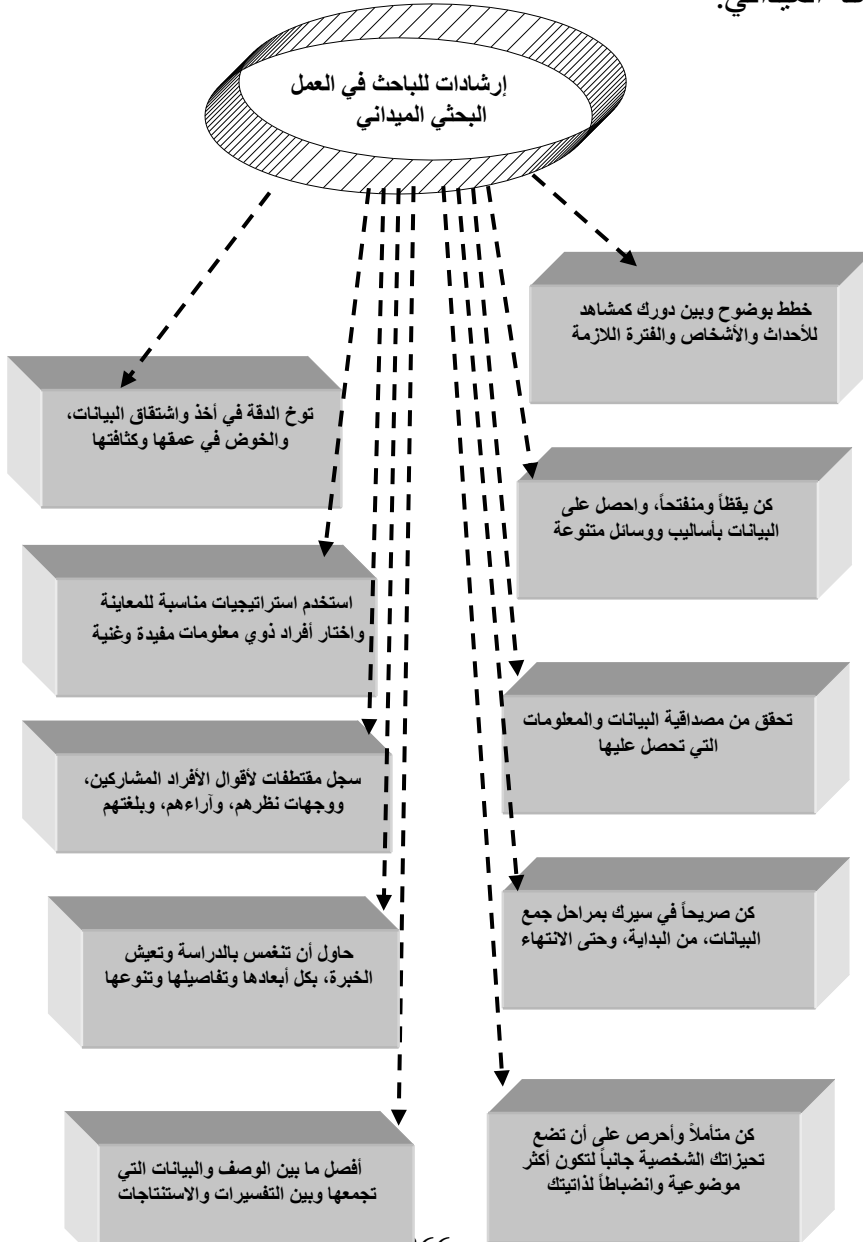 الميداني.
إرشادات للباحث في العمل
البحثي الميداني
خطط بوضوح وبين دورك كمشاهد
للأحداث والأشخاص والفترة اللازمة
توخ الدقة في أخذ واشتقاق البيانات،
والخوض في عمقها وكثافتها
كن يقظاً ومنفتحاً، واحصل على
البيانات بأساليب ووسائل متنوعة
استخدم استراتيجيات مناسبة للمعاينة
واختار أفراد ذوي معلومات مفيدة وغنية
تحقق من مصداقية البيانات والمعلومات
التي تحصل عليها
سجل مقتطفات لأقوال الأفراد المشاركين،
ووجهات نظرهم، وآراءهم، وبلغتهم
كن صريحاً في سيرك بمراحل جمع
البيانات، من البداية، وحتى الانتهاء
حاول أن تنغمس بالدراسة وتعيش
الخبرة، بكل أبعادها وتفاصيلها وتنوعها
كن متأملاً وأحرص على أن تضع
تحيزاتك الشخصية جانباً لتكون أكثر
موضوعية وانضباطاً لذاتيتك
أفصل ما بين الوصف والبيانات التي
تجمعها وبين التفسيرات والاستنتاجات